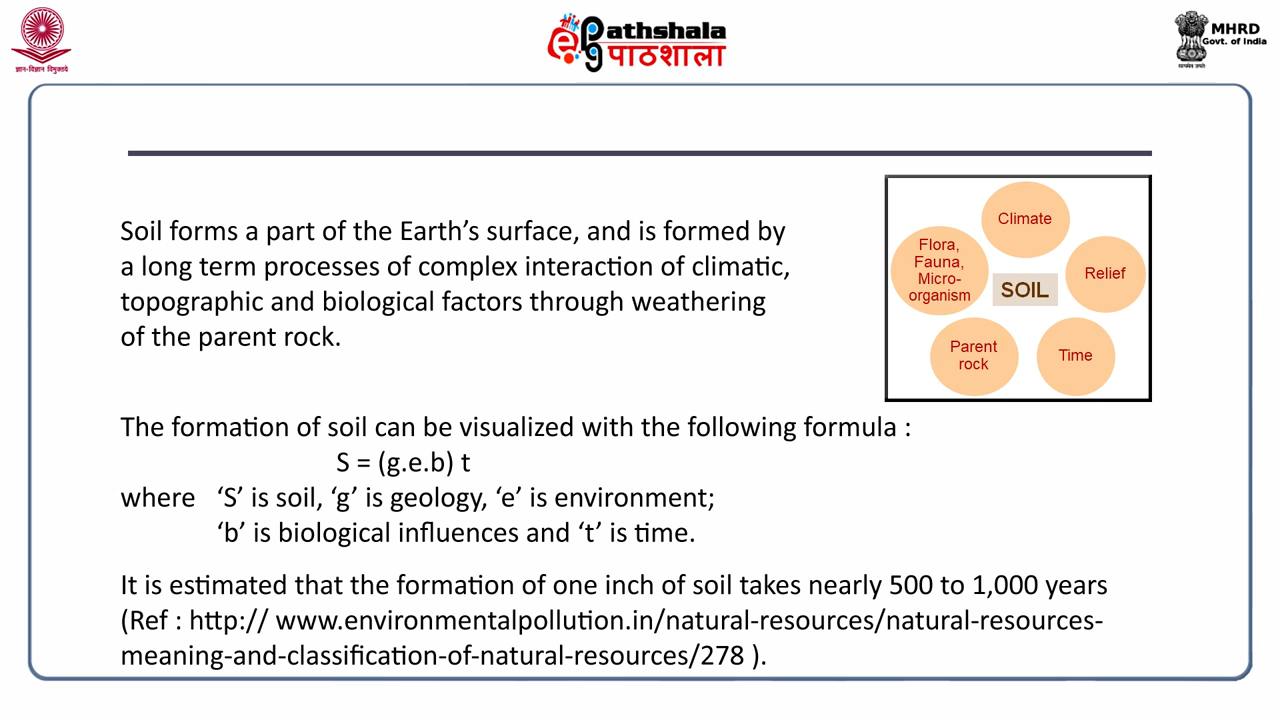 ज्ञान-विज्ञान विमुक्तये
ePGathshala
पाठशाला
MHRD
Govt. of India
सत्यमेव जयते
Soil forms a part of the Earth’s surface, and is formed by
a long term processes of complex interaction of climatic,
topographic and biological factors through weathering
of the parent rock.
Climate
Flora,
Fauna,
Micro-
organism
Relief
SOIL
Parent
rock
Time
The formation of soil can be visualized with the following formula :
S = (g.e.b) t
where ‘S’ is soil, ‘g’ is geology, ‘e’ is environment;
‘b’ is biological influences and ‘t’ is time.
It is estimated that the formation of one inch of soil takes nearly 500 to 1,000 years
(Ref : http:// www.environmentalpollution.in/natural-resources/natural-resources-
meaning-and-classification-of-natural-resources/278 ).